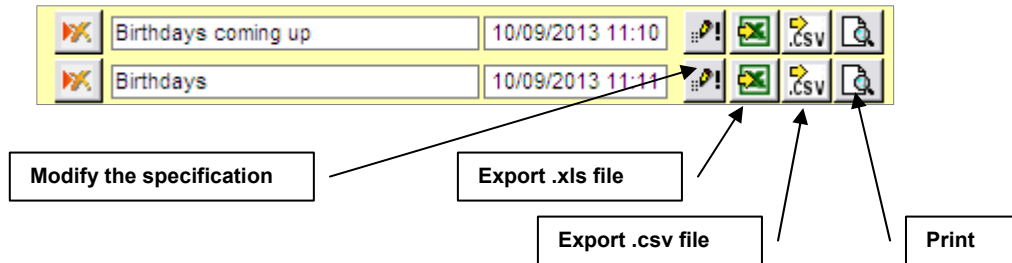 Birthdays coming up 10/09/2013 11:10 .csv
Birthdays 10/09/2013 11:11 .csv
Modify the specification Export .xls file
Export .csv file Print